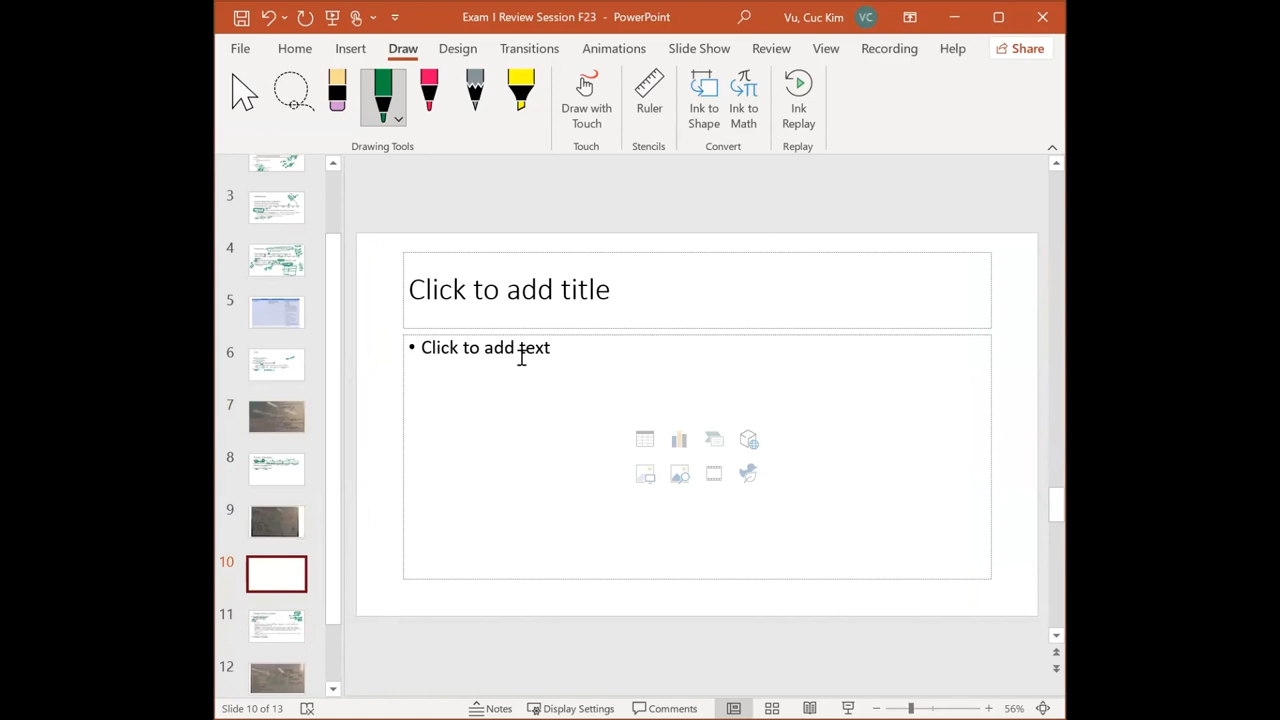 Exam I Review Session F23 - PowerPoint
Vu, Cuc Kim
VC
File
Home
Insert
Draw
Design
Transitions
Animations
Slide Show
Review
View
Recording
Help
Share
Draw with
Touch
Ruler
Ink to
Shape
Ink to
Math
Ink
Replay
Drawing Tools
Touch
Stencils
Convert
Replay
3
4
5
6
7
8
9
10
11
12
Click to add title
• Click to add text
Slide 10 of 13
Notes
Display Settings
Comments
56%